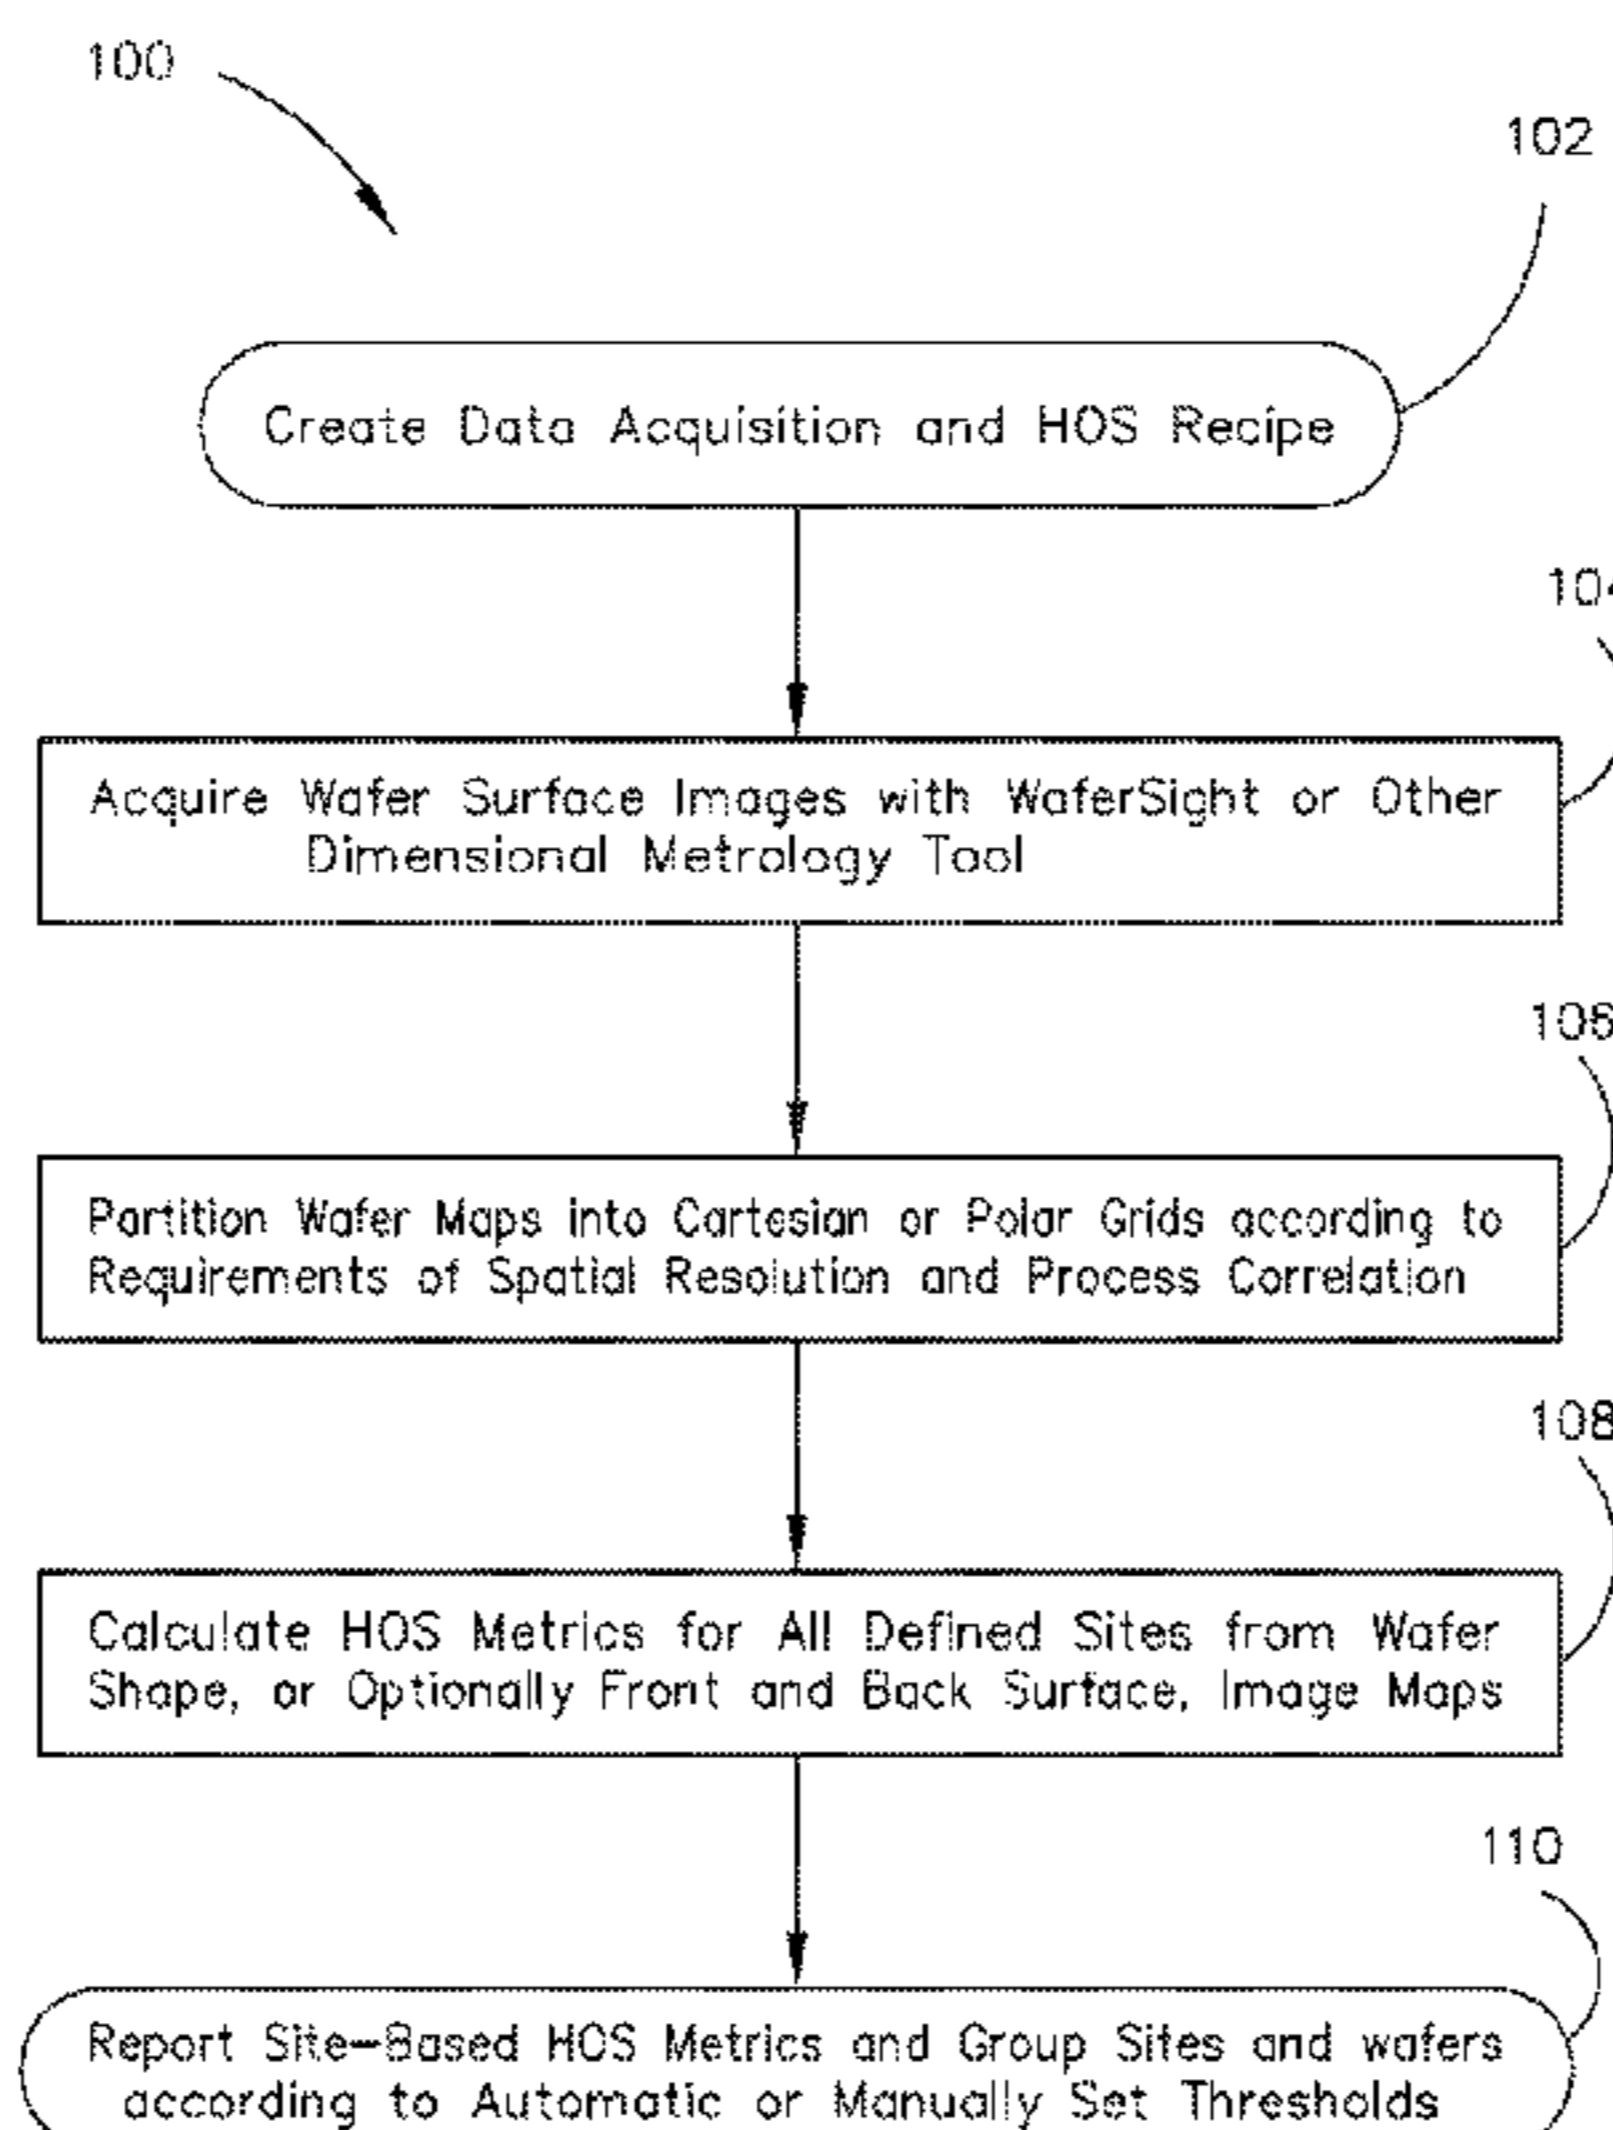 100
102
Create Data Acquisition and HOS Recipe
104
Acquire Wafer Surface Images with WaferSight or Other
Dimensional Metrology Tool
106
Partition Wafer Maps into Cartesian or Polar Grids according to
Requirements of Spatial Resolution and Process Correlation
108
Calculate HOS Metrics for All Defined Sites from Wafer
Shape, or Optionally Front and Back Surface, Image Maps
110
Report Site-Based HOS Metrics and Group Sites and wafers
according to Automatic or Manually Set Thresholds